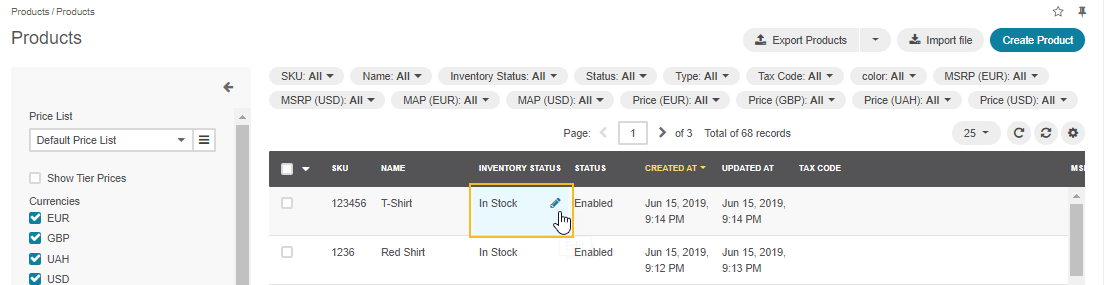 Products / Products
Products
Export Products
Import file
Create Product
Price List
Default Price List
Show Tier Prices
Currencies
EUR
GBP
UAH
USD
SKU: All Name: All Inventory Status: All Status: All Type: All Tax Code: All color: All MSRP (EUR): All
MSRP (USD): All MAP (EUR): All MAP (USD): All Price (EUR): All Price (GBP): All Price (UAH): All Price (USD): All
Page: 1 of 3 Total of 68 records 25
SKU NAME INVENTORY STATUS STATUS CREATED AT UPDATED AT TAX CODE MS
123456 T-Shirt In Stock Enabled Jun 15, 2019, Jun 15, 2019,
9:14 PM 9:14 PM
1236 Red Shirt In Stock Enabled Jun 15, 2019, Jun 15, 2019,
9:12 PM 9:13 PM